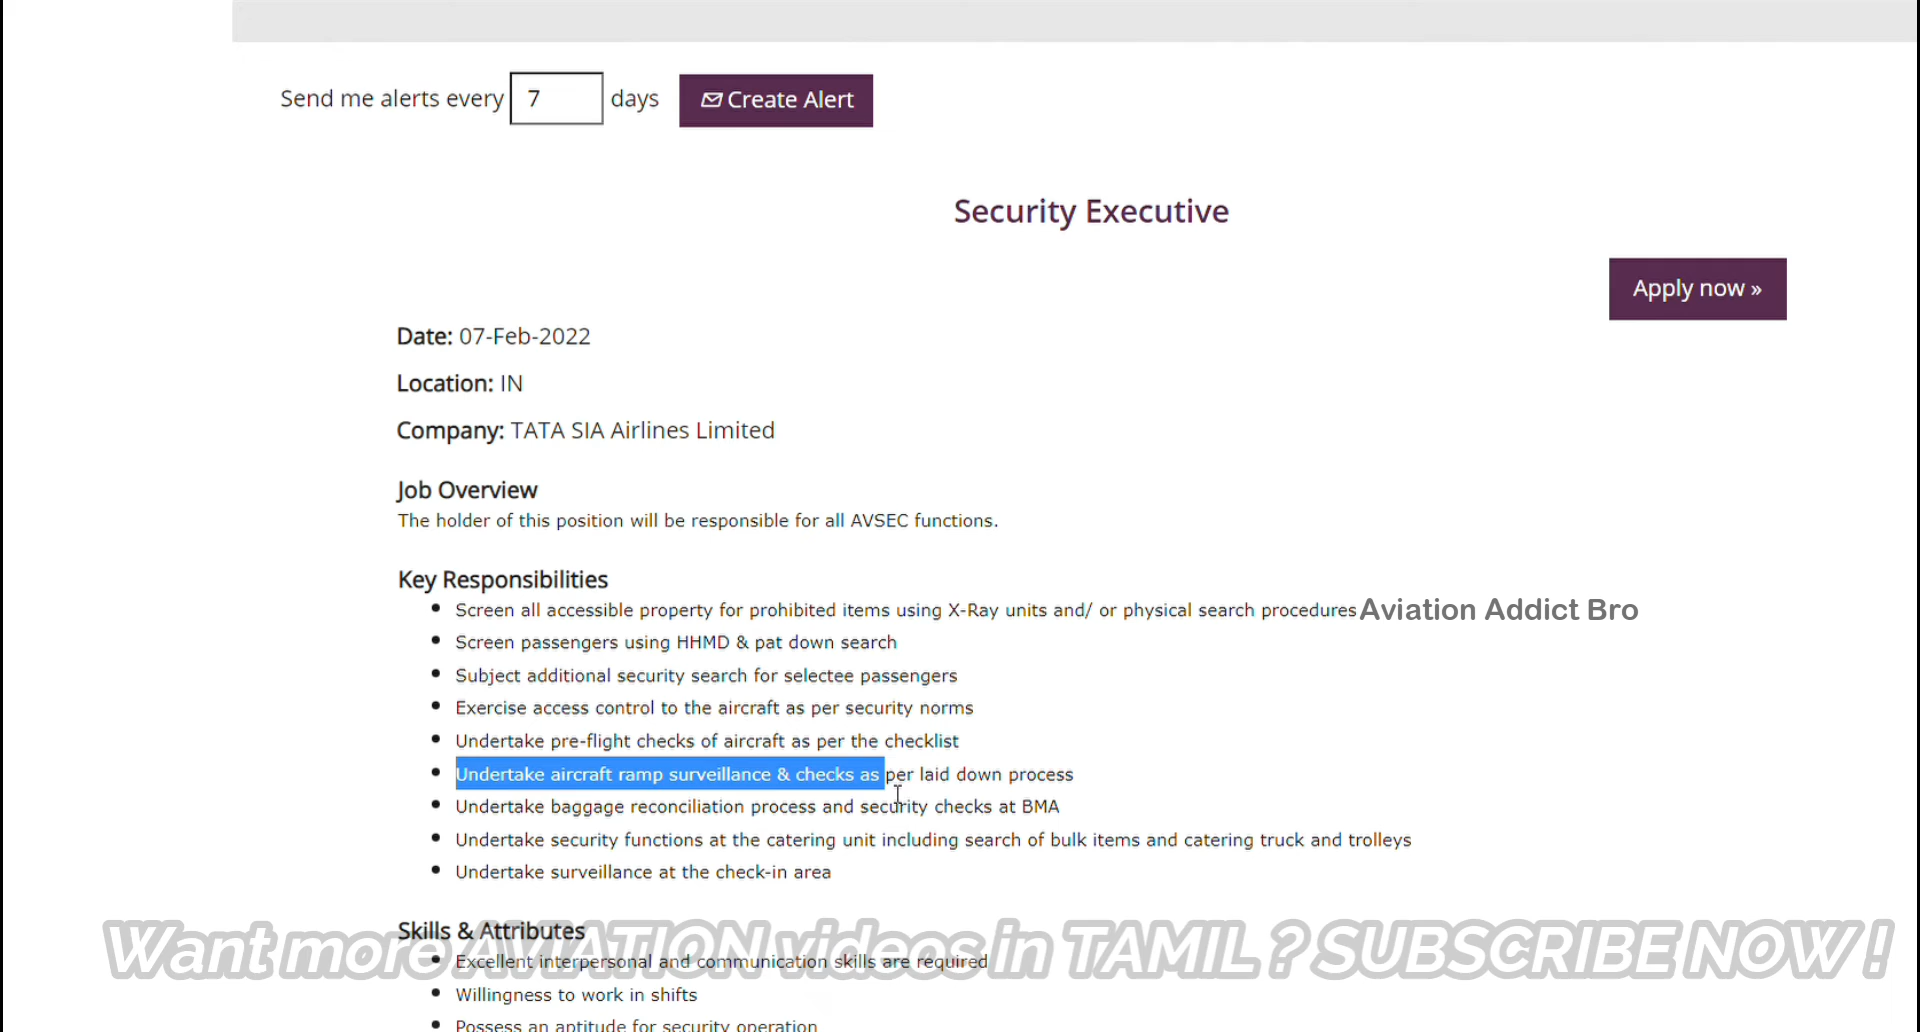 Send me alerts every 7 days Create Alert
Security Executive
Apply now »
Date: 07-Feb-2022
Location: IN
Company: TATA SIA Airlines Limited
Job Overview
The holder of this position will be responsible for all AVSEC functions.
Key Responsibilities
Screen all accessible property for prohibited items using X-Ray units and/ or physical search procedures Aviation Addict Bro
Screen passengers using HHMD & pat down search
Subject additional security search for selectee passengers
Exercise access control to the aircraft as per security norms
Undertake pre-flight checks of aircraft as per the checklist
Undertake aircraft ramp surveillance & checks as per laid down process
Undertake baggage reconciliation process and security checks at BMA
Undertake security functions at the catering unit including search of bulk items and catering truck and trolleys
Undertake surveillance at the check-in area
Skills & Attributes
Want more AVIATION videos in TAMIL ? SUBSCRIBE NOW !
Excellent interpersonal and communication skills are required
Willingness to work in shifts
Possess an aptitude for security operation